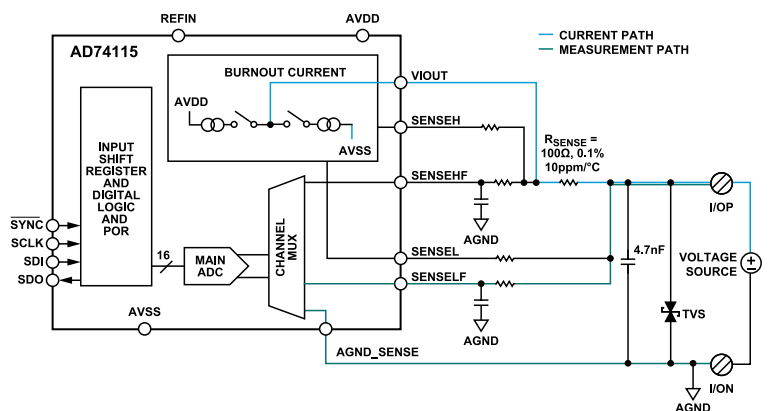 REFIN
AVDD
AD74115
CURRENT PATH
MEASUREMENT PATH
BURNOUT CURRENT
VIOUT
AVDD
AVSS
SENSEH
RSENSE =
100Ω, 0.1%
10ppm/°C
INPUT
SHIFT
REGISTER
AND
DIGITAL
LOGIC
AND
POR
SENSEHF
I/OP
AGND
SYNC
SCLK
SDI
SDO
16
MAIN
ADC
CHANNEL
MUX
SENSEL
4.7nF
VOLTAGE
SOURCE
SENSELF
AGND
TVS
AVSS
AGND_SENSE
I/ON
AGND